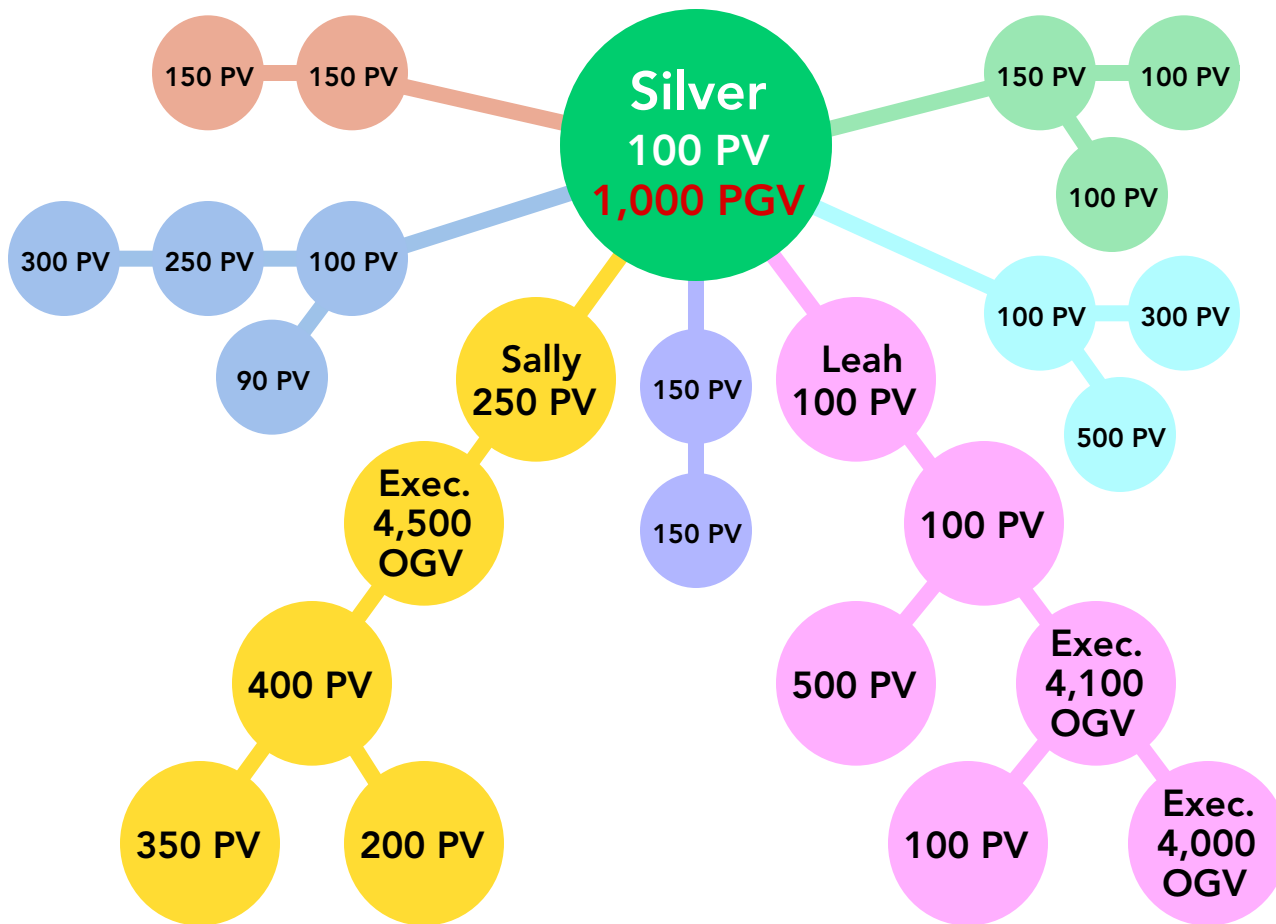 150 PV
150 PV
Silver
100 PV
1,000 PGV
150 PV
100 PV
100 PV
300 PV
250 PV
100 PV
90 PV
100 PV
300 PV
500 PV
Sally
250 PV
150 PV
150 PV
Leah
100 PV
Exec.
4,500
OGV
100 PV
400 PV
500 PV
Exec.
4,100
OGV
350 PV
200 PV
100 PV
Exec.
4,000
OGV